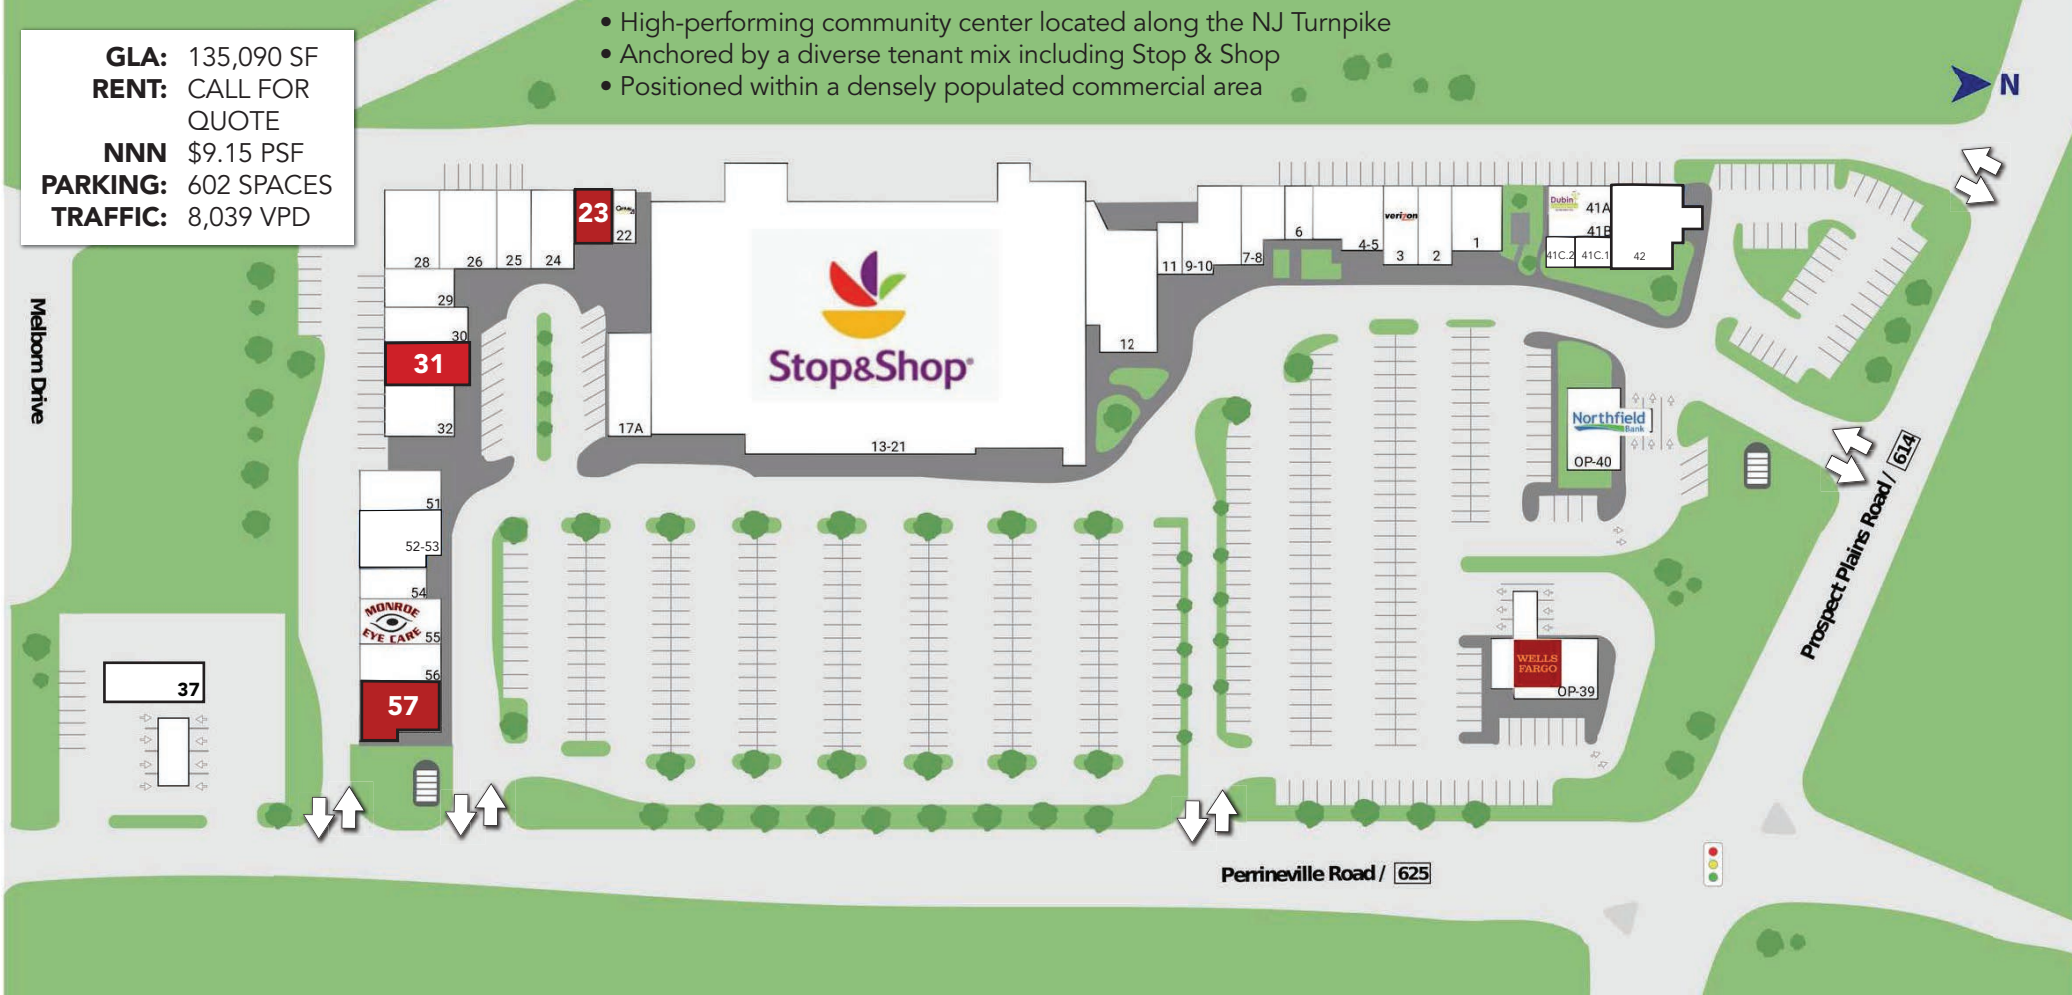 • High-performing community center located along the NJ Turnpike
• Anchored by a diverse tenant mix including Stop & Shop
• Positioned within a densely populated commercial area
GLA: 135,090 SF
RENT: CALL FOR
QUOTE
NNN $9.15 PSF
PARKING: 602 SPACES
TRAFFIC: 8,039 VPD
N
28
26
25
24
23
22
29
30
31
32
17A
Stop&Shop
13-21
12
11
9-10
7-8
6
4-5
verizon
3
2
1
Dubin
41A
41B
41C.2
41C.1
42
Northfield
Bank
OP-40
WELLS
FARGO
OP-39
51
52-53
54
MONROE
EYE CARE
55
56
57
37
Melborn Drive
Prospect Plains Road / 614
Perrineville Road / 625